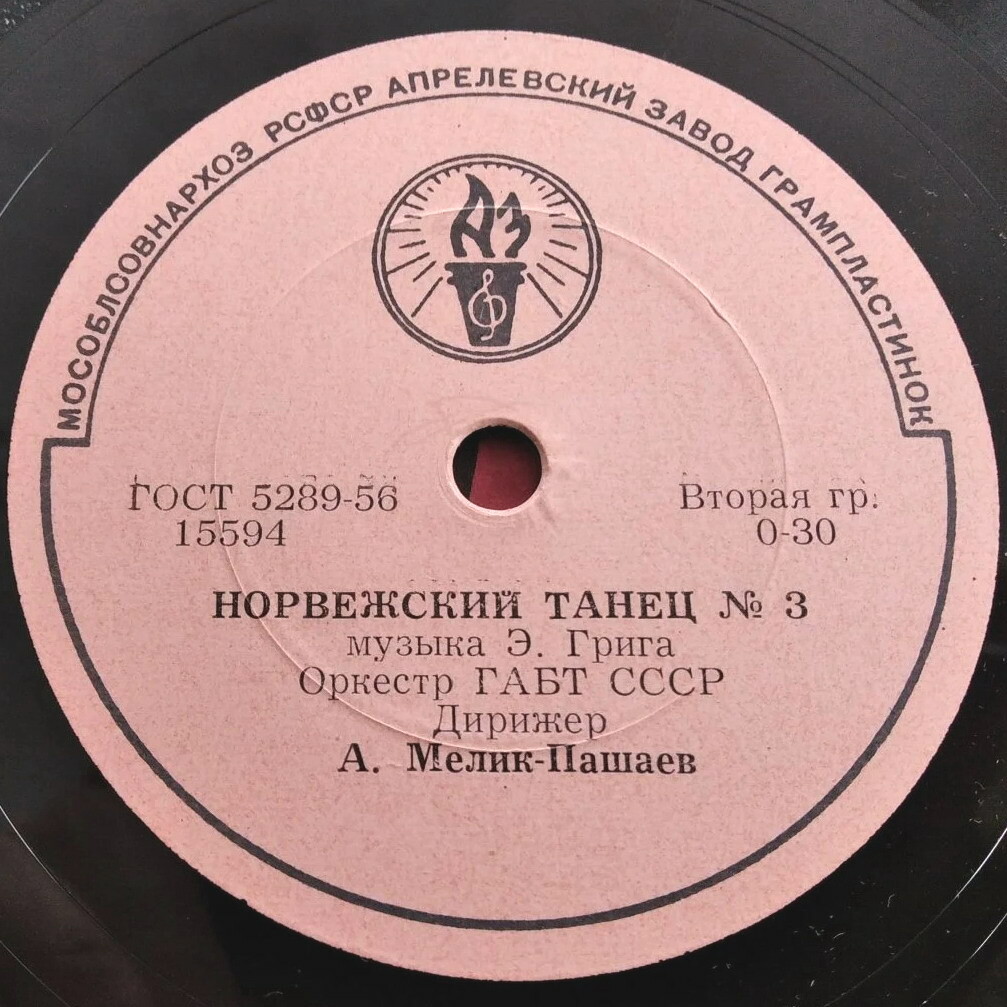 МОСОБЛСОВНАРХОЗ РСФСР АПРЕЛЕВСКИЙ ЗАВОД ГРАМПЛАСТИНОК
АЗ
ГОСТ 5289-56
15594
Вторая гр.
0-30
НОРВЕЖСКИЙ ТАНЕЦ № 3
музыка Э. Грига
Оркестр ГАБТ СССР
Дирижер
А. Мелик-Пашаев